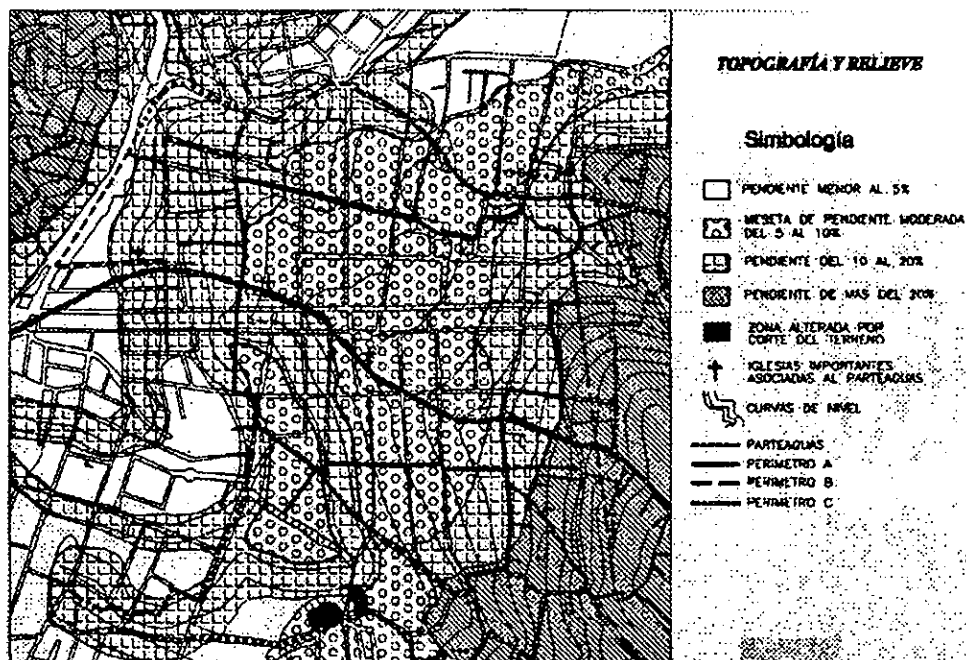 TOPOGRAFÍA Y RELIEVE
Simbología
PENDIENTE MENOR AL 5%
MESETA DE PENDIENTE MODERADA
DEL 5 AL 10%
PENDIENTE DEL 10 AL 20%
PENDIENTE DE MAS DEL 20%
ZONA ALTERADA POR
CORTE DEL TERRENO
IGLESIAS IMPORTANTES
ASOCIADAS AL PARTEAGUAS
CURVAS DE NIVEL
PARTEAGUAS
PERIMETRO A
PERIMETRO B
PERIMETRO C